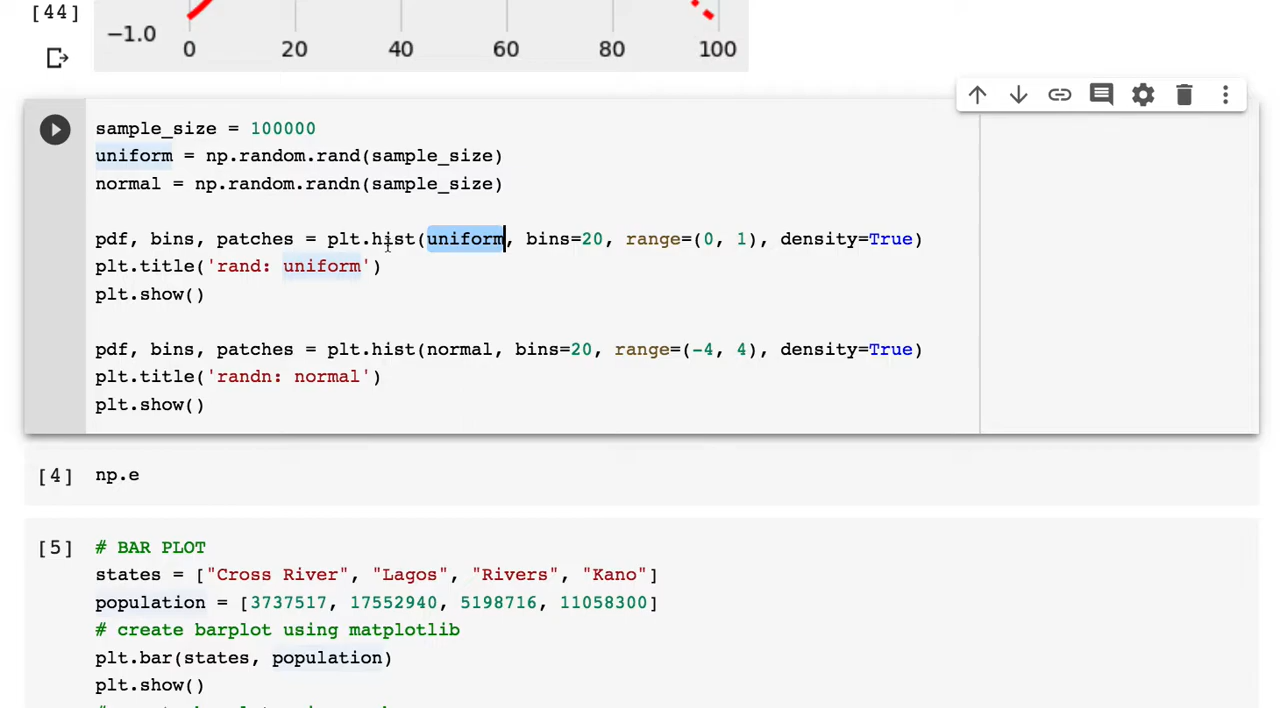 [44]
−1.0
0 20 40 60 80 100
sample_size = 100000
uniform = np.random.rand(sample_size)
normal = np.random.randn(sample_size)
pdf, bins, patches = plt.hist(uniform, bins=20, range=(0, 1), density=True)
plt.title('rand: uniform')
plt.show()
pdf, bins, patches = plt.hist(normal, bins=20, range=(-4, 4), density=True)
plt.title('randn: normal')
plt.show()
[4] np.e
[5] # BAR PLOT
states = ["Cross River", "Lagos", "Rivers", "Kano"]
population = [3737517, 17552940, 5198716, 11058300]
# create barplot using matplotlib
plt.bar(states, population)
plt.show()